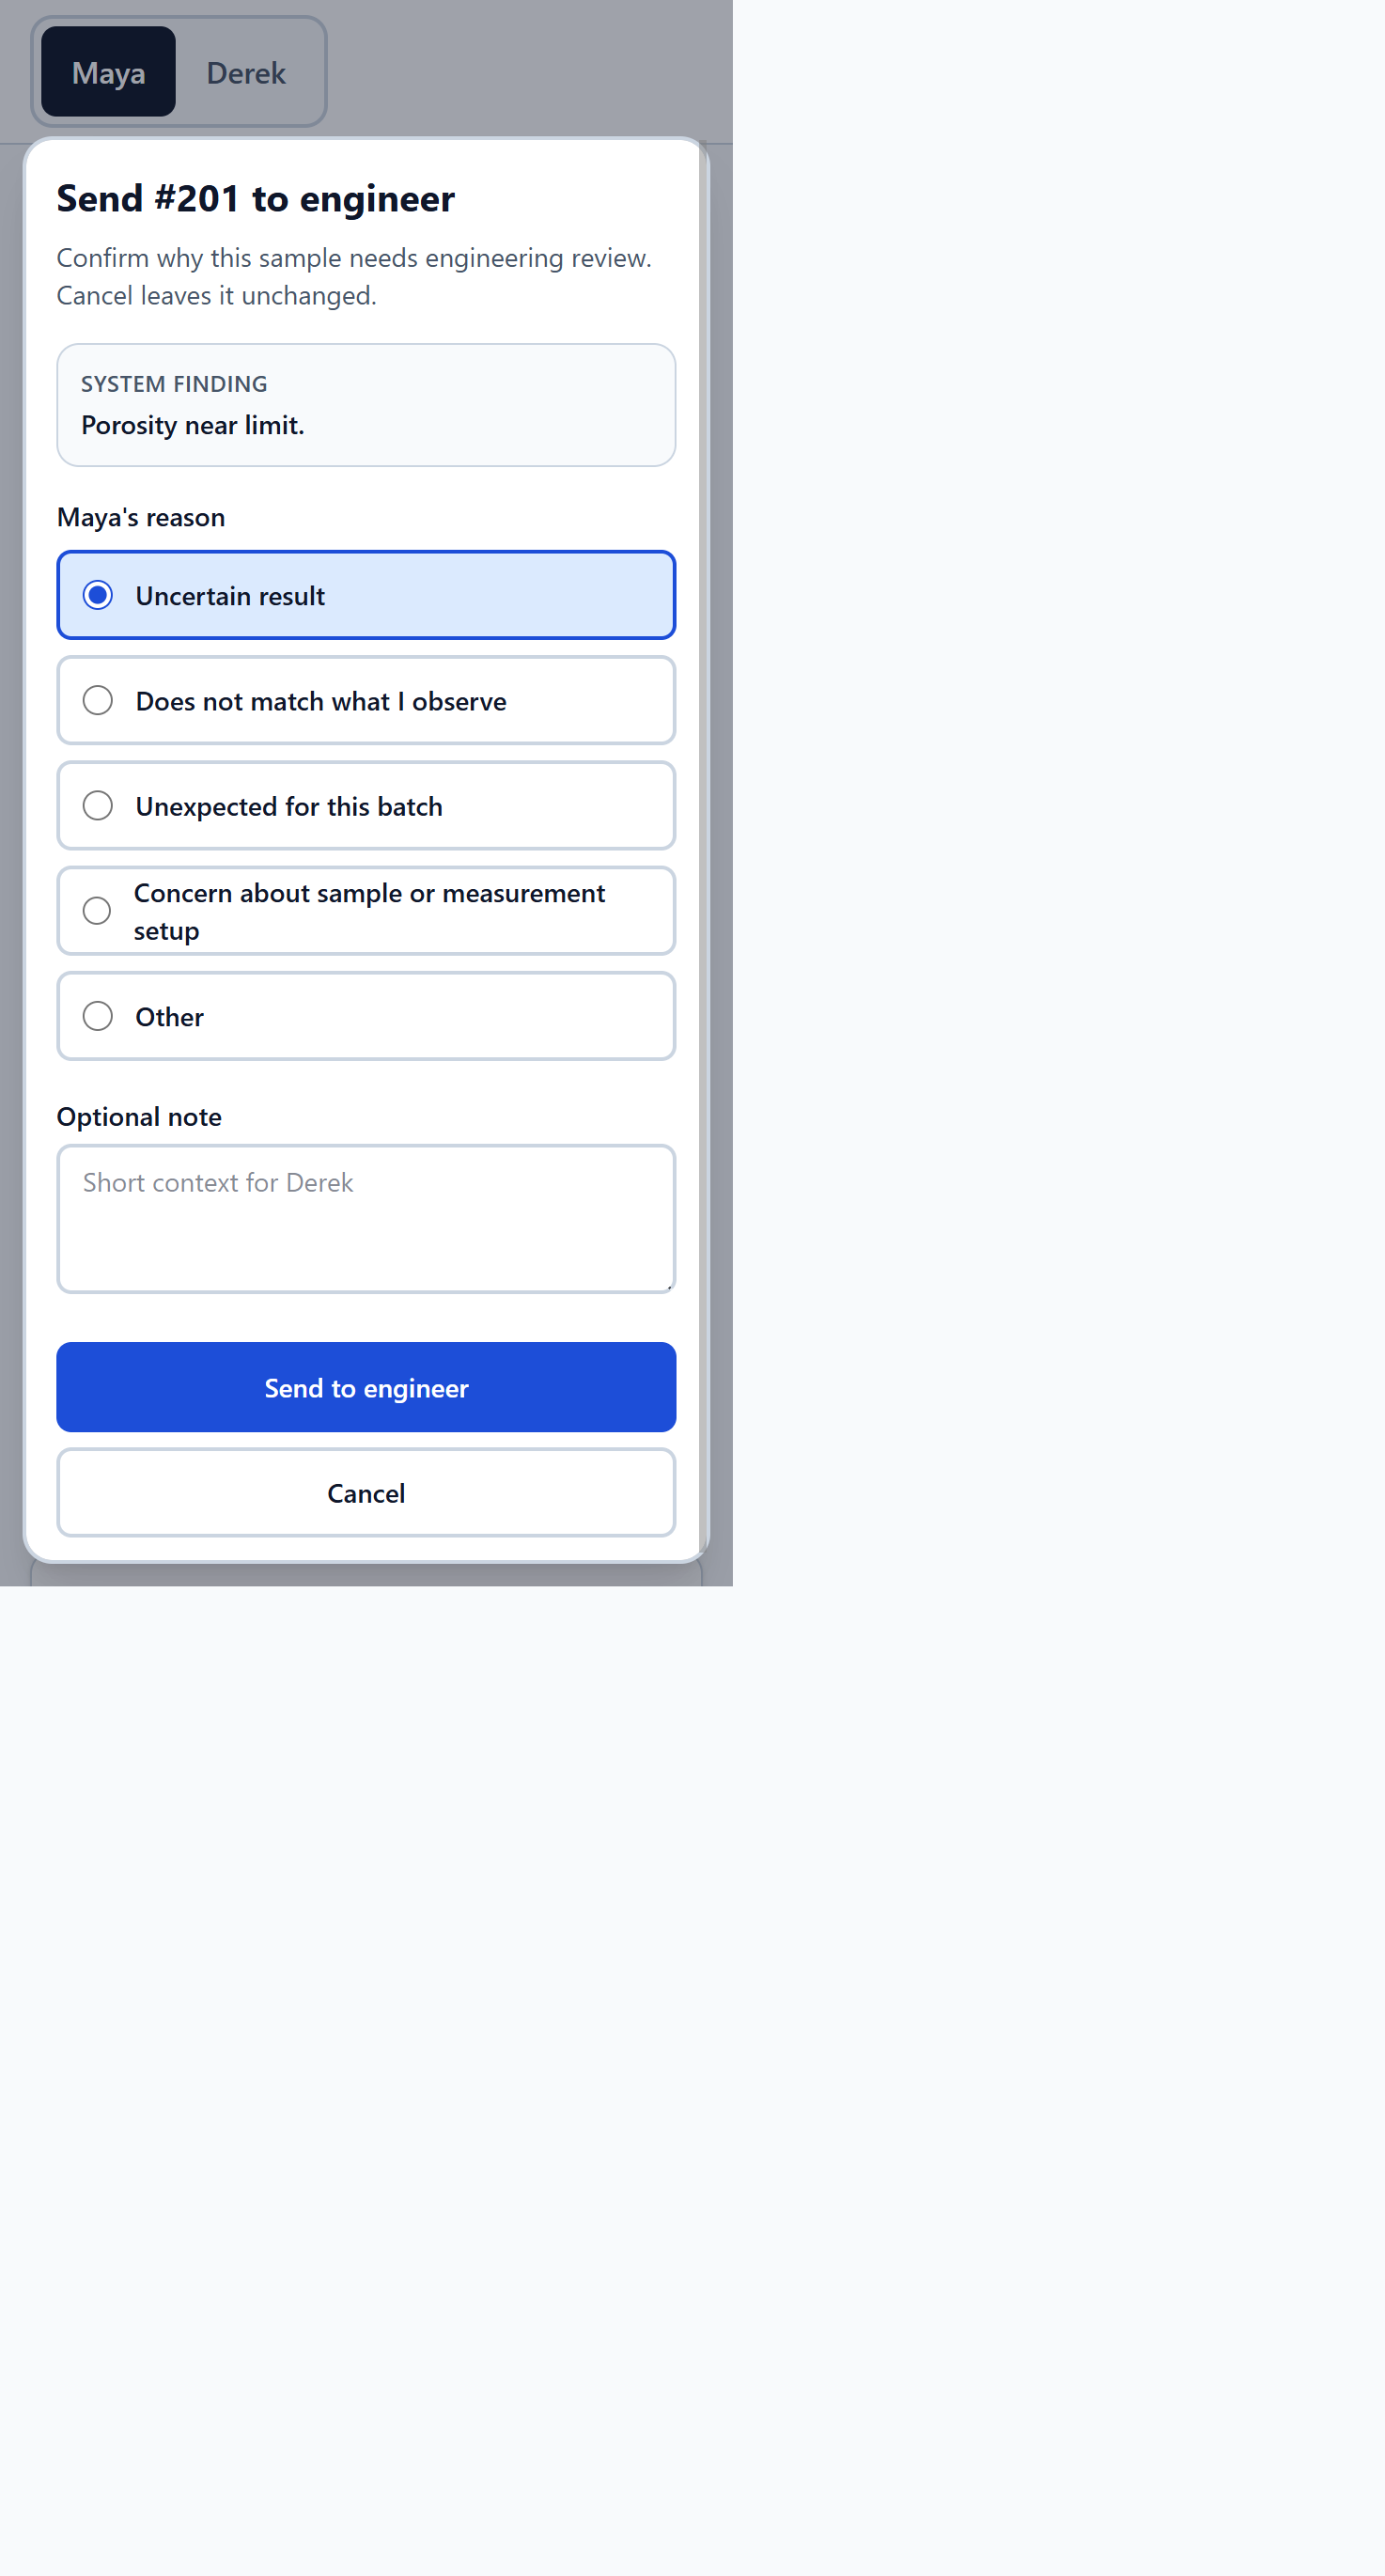 Maya Derek
Send #201 to engineer
Confirm why this sample needs engineering review.
Cancel leaves it unchanged.
SYSTEM FINDING
Porosity near limit.
Maya's reason
Uncertain result
Does not match what I observe
Unexpected for this batch
Concern about sample or measurement
setup
Other
Optional note
Short context for Derek
Send to engineer
Cancel